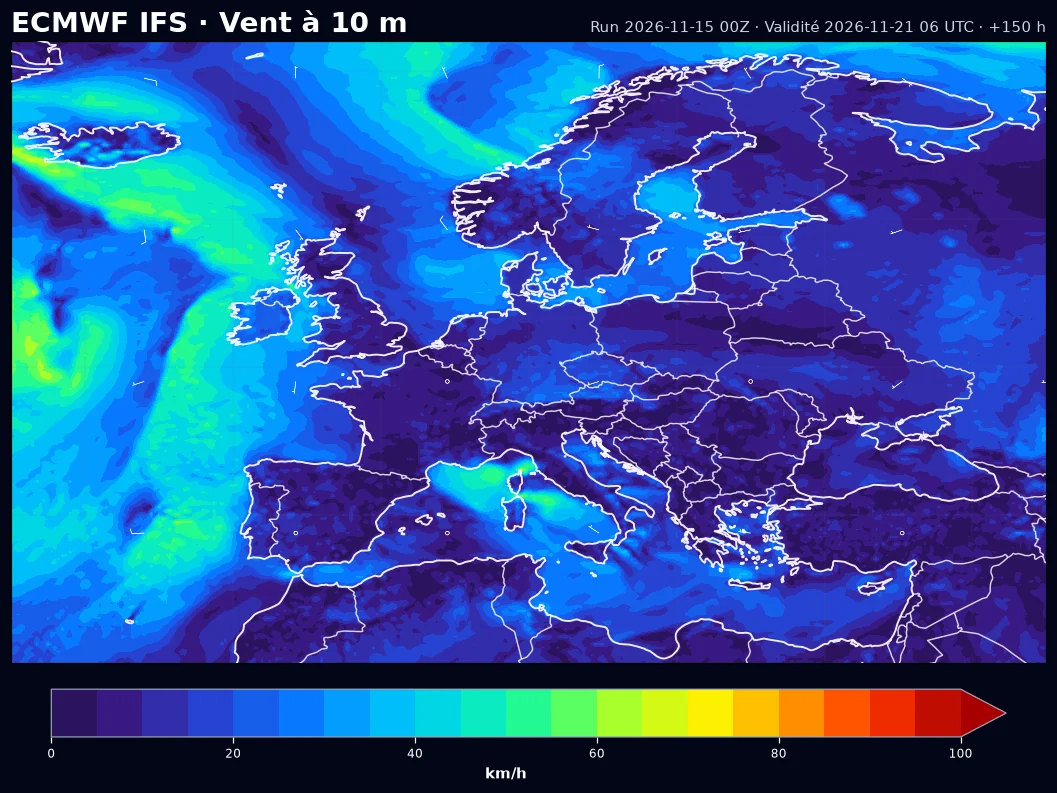 ECMWF IFS · Vent à 10 m
Run 2026-11-15 00Z · Validité 2026-11-21 06 UTC · +150 h
0 20 40 60 80 100
km/h